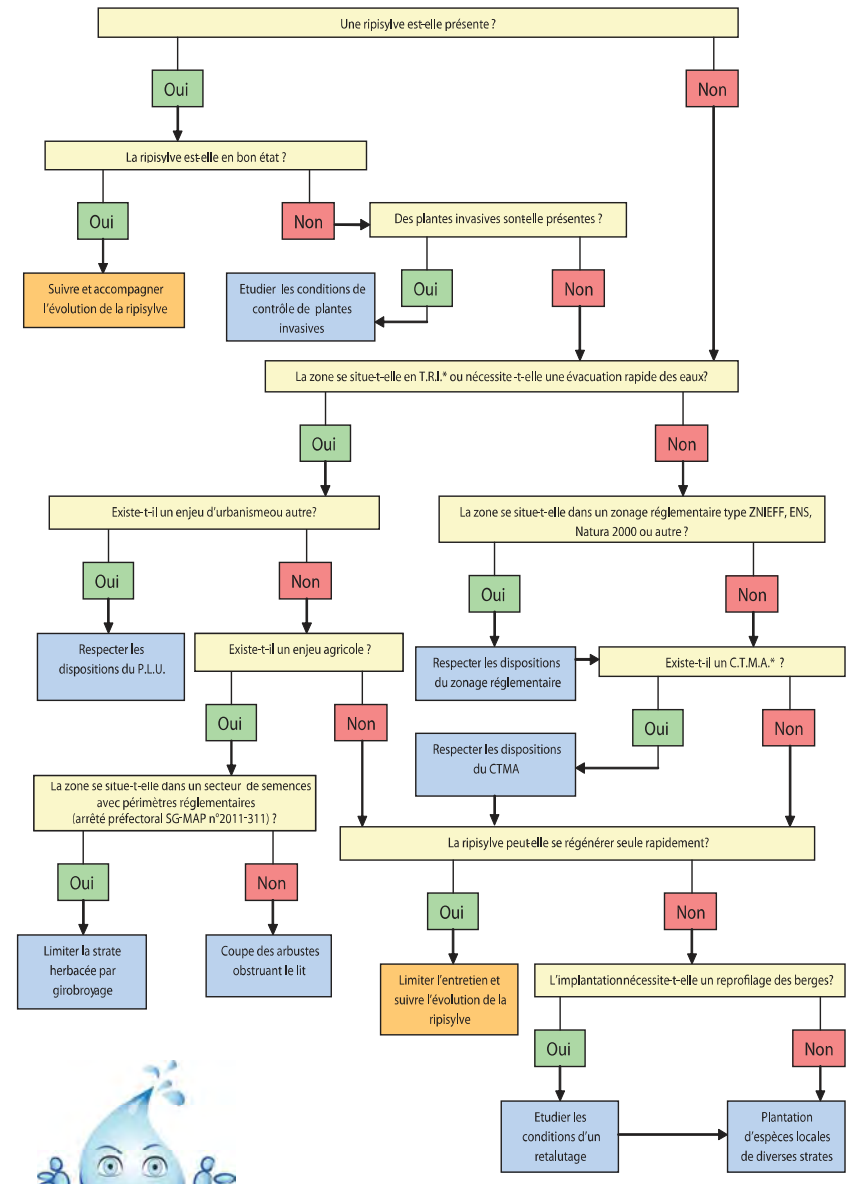 Une ripisylve est-elle présente ?
Oui
Non
La ripisylve est-elle en bon état ?
Oui
Non
Des plantes invasives sont-elle présentes ?
Suivre et accompagner
l'évolution de la ripisylve
Etudier les conditions de
contrôle de plantes
invasives
Oui
Non
La zone se situe-t-elle en T.R.I.* ou nécessite -t-elle une évacuation rapide des eaux?
Oui
Non
Existe-t-il un enjeu d'urbanismeou autre?
La zone se situe-t-elle dans un zonage réglementaire type ZNIEFF, ENS,
Natura 2000 ou autre ?
Oui
Non
Oui
Non
Respecter les
dispositions du P.L.U.
Existe-t-il un enjeu agricole ?
Respecter les dispositions
du zonage réglementaire
Existe-t-il un C.T.M.A.* ?
Oui
Non
Oui
Non
Respecter les dispositions
du CTMA
La zone se situe-t-elle dans un secteur de semences
avec périmètres réglementaires
(arrêté préfectoral SG-MAP n°2011-311) ?
La ripisylve peut-elle se régénérer seule rapidement?
Oui
Non
Oui
Non
Limiter la strate
herbacée par
girobroyage
Coupe des arbustes
obstruant le lit
Limiter l'entretien et
suivre l'évolution de la
ripisylve
L'implantationnécessite-t-elle un reprofilage des berges?
Oui
Non
Etudier les
conditions d'un
retalutage
Plantation
d'espèces locales
de diverses strates